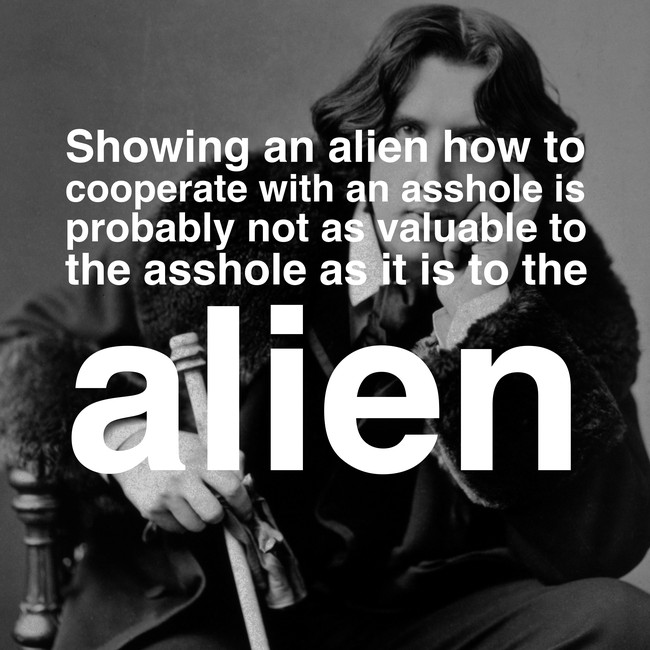 Showing an alien how to
cooperate with an asshole is
probably not as valuable to
the asshole as it is to the
alien